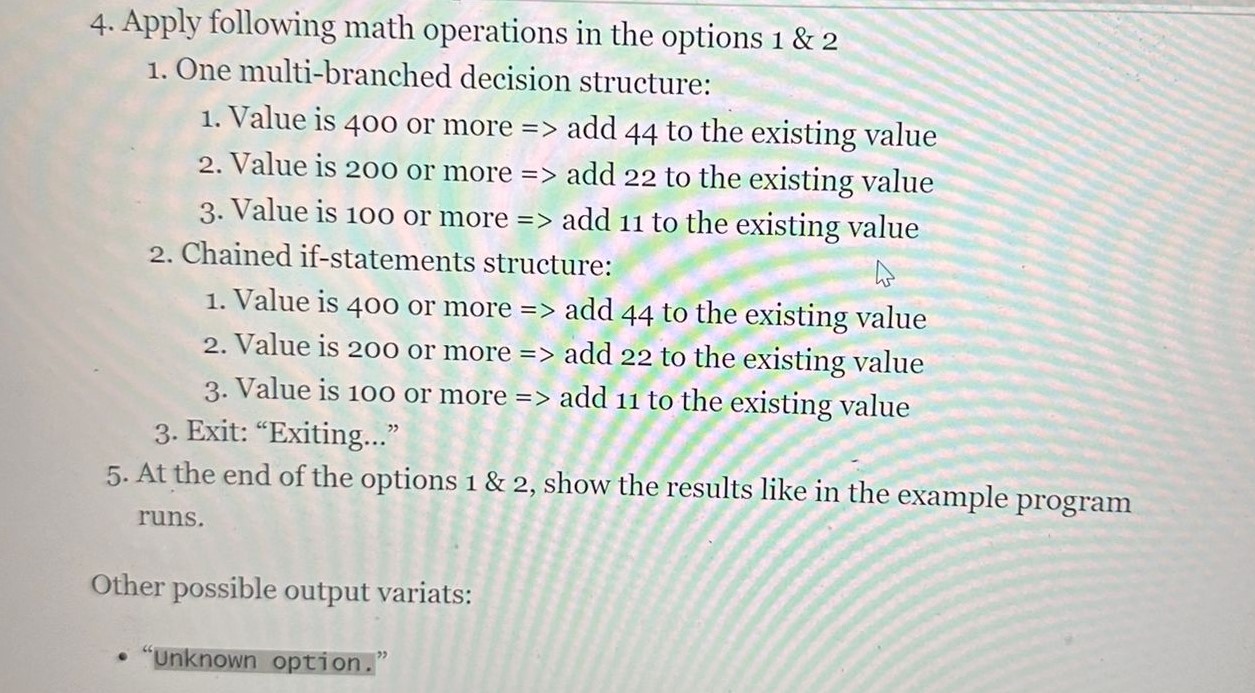 4. Apply following math operations in the options 1 & 2
1. One multi-branched decision structure:
1. Value is 400 or more => add 44 to the existing value
2. Value is 200 or more => add 22 to the existing value
3. Value is 100 or more => add 11 to the existing value
2. Chained if-statements structure:
1. Value is 400 or more => add 44 to the existing value
2. Value is 200 or more => add 22 to the existing value
3. Value is 100 or more => add 11 to the existing value
3. Exit: “Exiting...”
5. At the end of the options 1 & 2, show the results like in the example program
runs.
Other possible output variats:
• “Unknown option.”